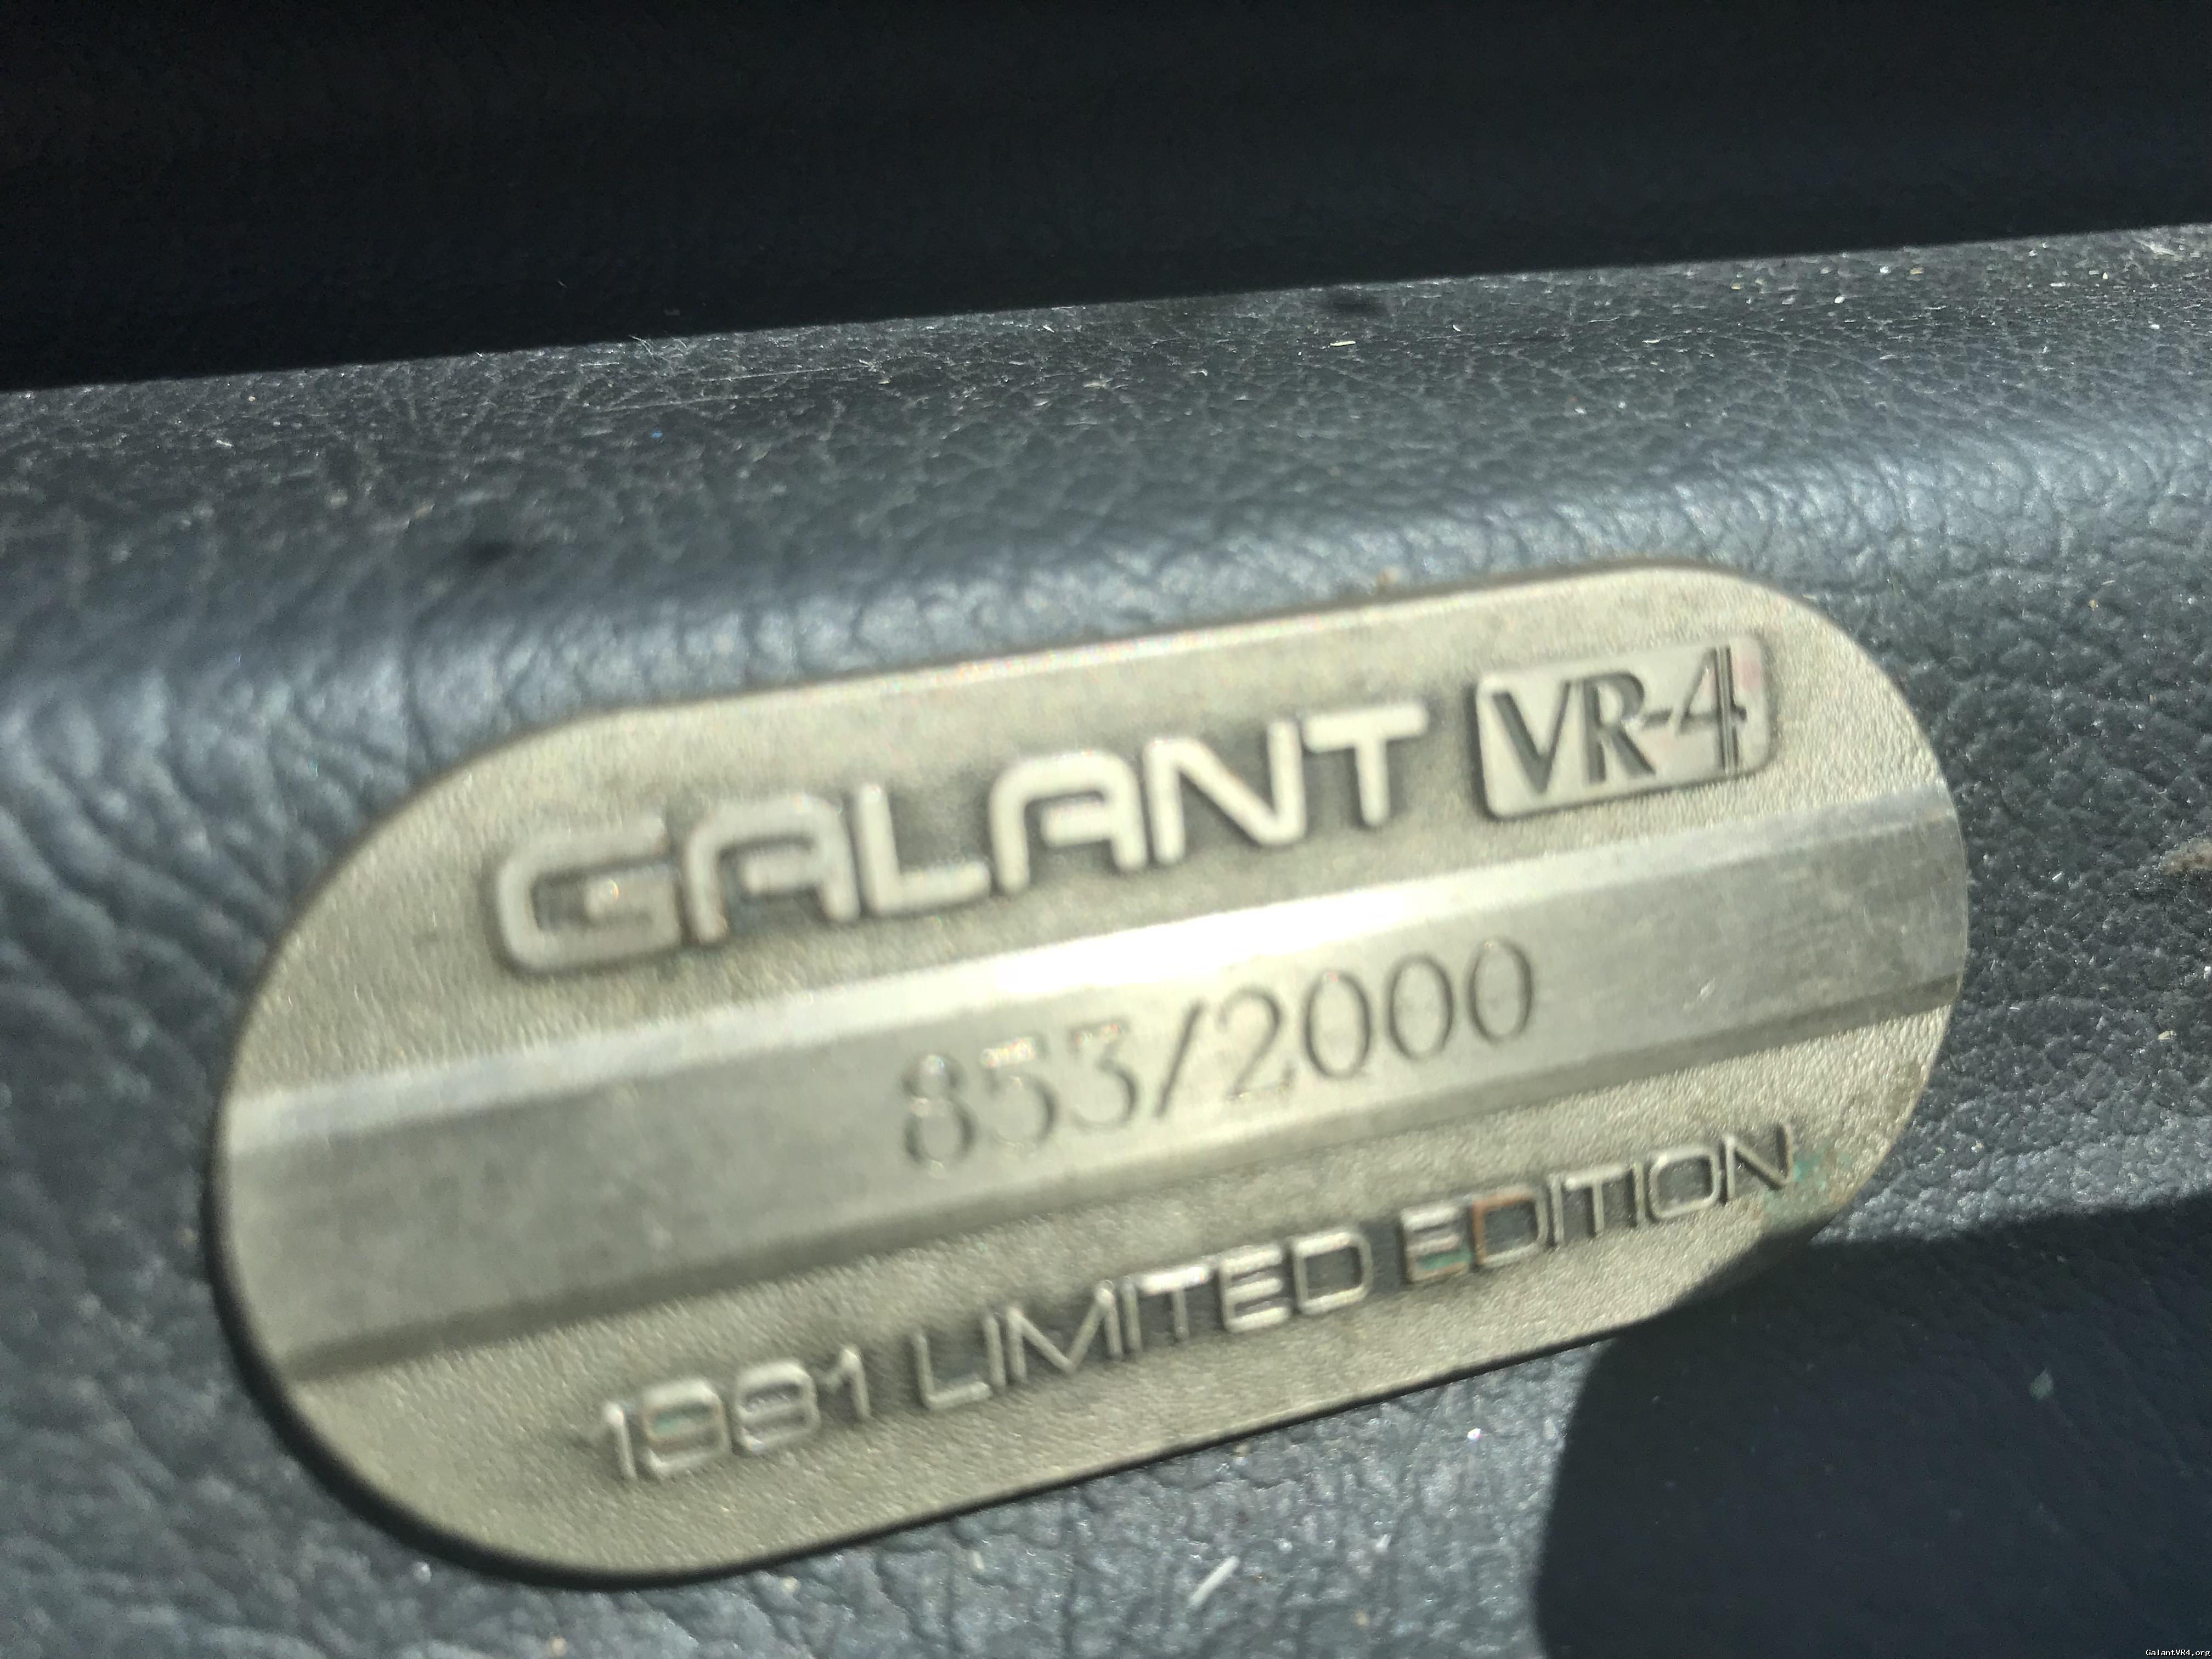 GALANT VR-4
853/2000
1991 LIMITED EDITION
GalantVR4.org